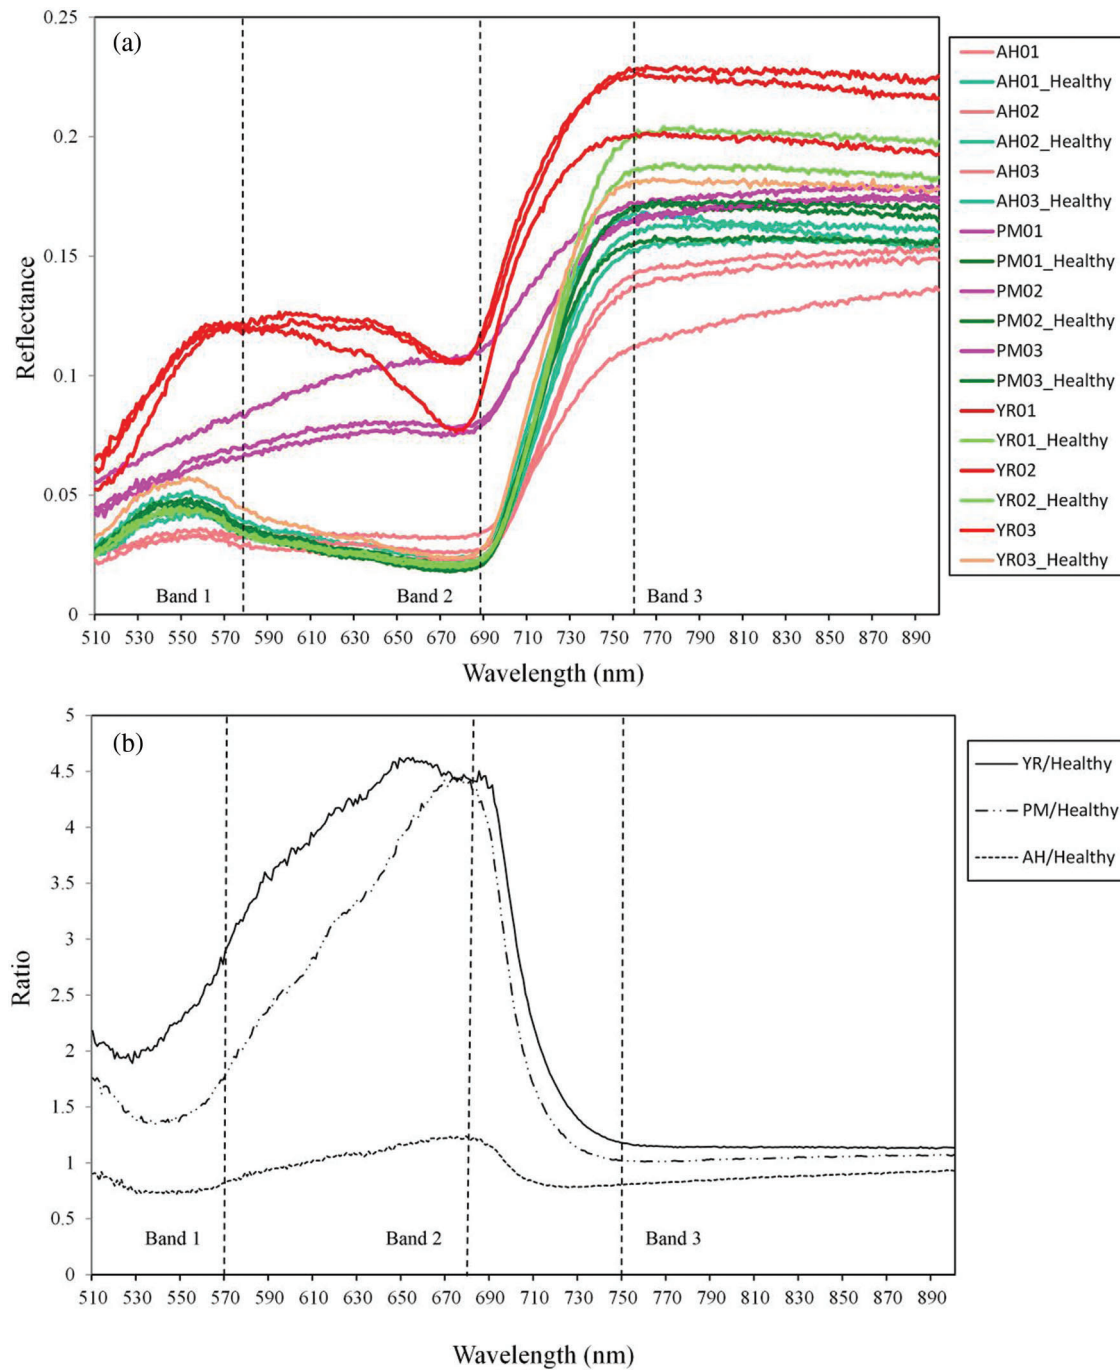 (a)
0.25
0.2
0.15
0.1
0.05
0
Reflectance
Band 1 Band 2 Band 3
510 530 550 570 590 610 630 650 670 690 710 730 750 770 790 810 830 850 870 890
Wavelength (nm)
AH01
AH01_Healthy
AH02
AH02_Healthy
AH03
AH03_Healthy
PM01
PM01_Healthy
PM02
PM02_Healthy
PM03
PM03_Healthy
YR01
YR01_Healthy
YR02
YR02_Healthy
YR03
YR03_Healthy
(b)
5
4.5
4
3.5
3
2.5
2
1.5
1
0.5
0
Ratio
Band 1 Band 2 Band 3
510 530 550 570 590 610 630 650 670 690 710 730 750 770 790 810 830 850 870 890
Wavelength (nm)
YR/Healthy
PM/Healthy
AH/Healthy